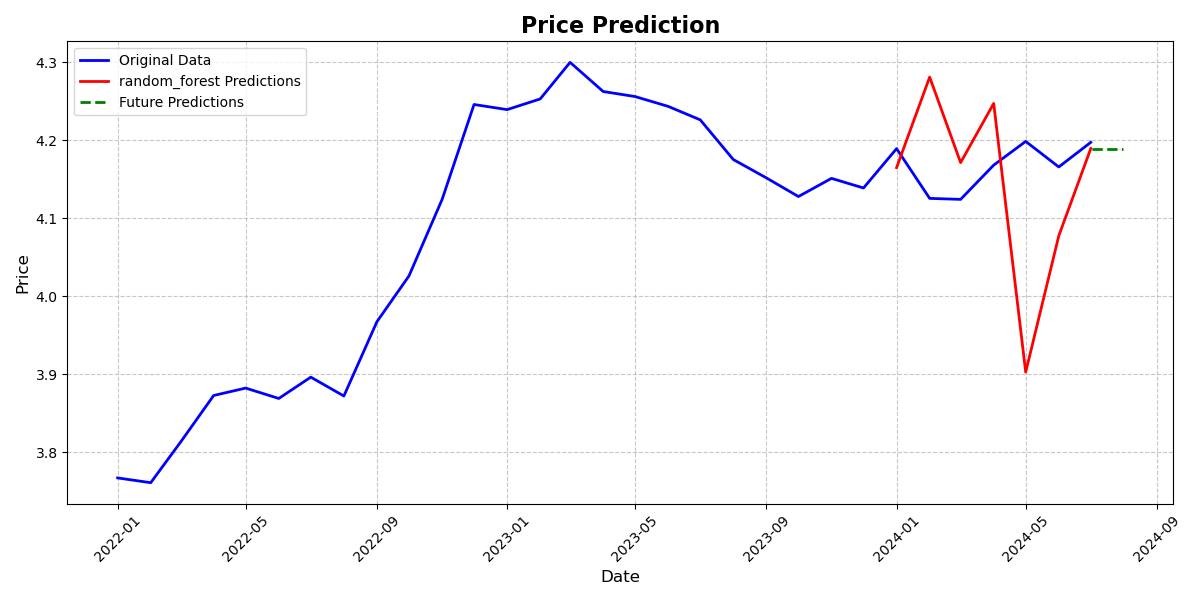 Price Prediction
Original Data
random_forest Predictions
Future Predictions
Price
4.3
4.2
4.1
4.0
3.9
3.8
2022-01
2022-05
2022-09
2023-01
2023-05
2023-09
2024-01
2024-05
2024-09
Date